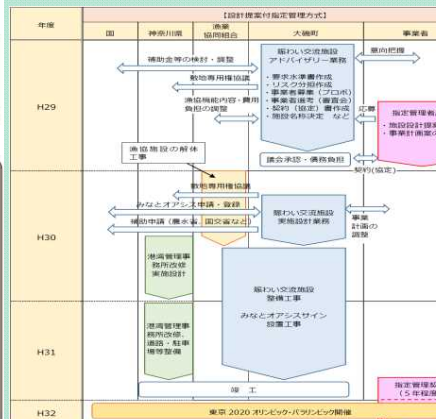 【設計提案付指定管理方式】
年度
国
神奈川県
漁業
協同組合
大磯町
事業者
H29
補助金等の検討・調整
敷地専用権協議
漁協機能内容・費用
負担の調整
賑わい交流施設
アドバイザリー業務
・要求水準書作成
・リスク分担作成
・事業者募集（プロポ）
・事業者選考（審査会）
・契約（協定）書作成
・施設名称決定 など
意向把握
応募
指定管理者
・施設設計提案
・事業計画案の
議会承認・債務負担
契約(協定)
漁協施設の解体
工事
H30
敷地専用権協議
みなとオアシス申請・登録
補助申請（農水省、国交省など）
賑わい交流施設
実施設計業務
事業
計画の
調整
港湾管理事
務所改修
実施設計
賑わい交流施設
整備工事
みなとオアシスサイン
設置工事
H31
港湾管理事
務所改修、
道路・駐車
場等整備
竣 工
指定管理契
（５年程度
H32
東京 2020 オリンピック・パラリンピック開催